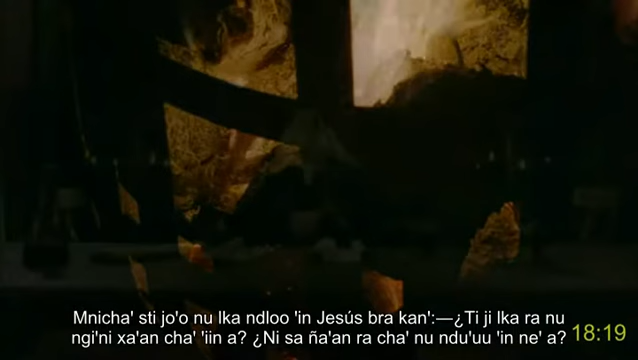 Mnicha' sti jo'o nu lka ndloo 'in Jesús bra kan':—¿Ti ji lka ra nu
ngi'ni xa'an cha' 'iin a? ¿Ni sa ña'an ra cha' nu ndu'uu 'in ne' a?
18:19